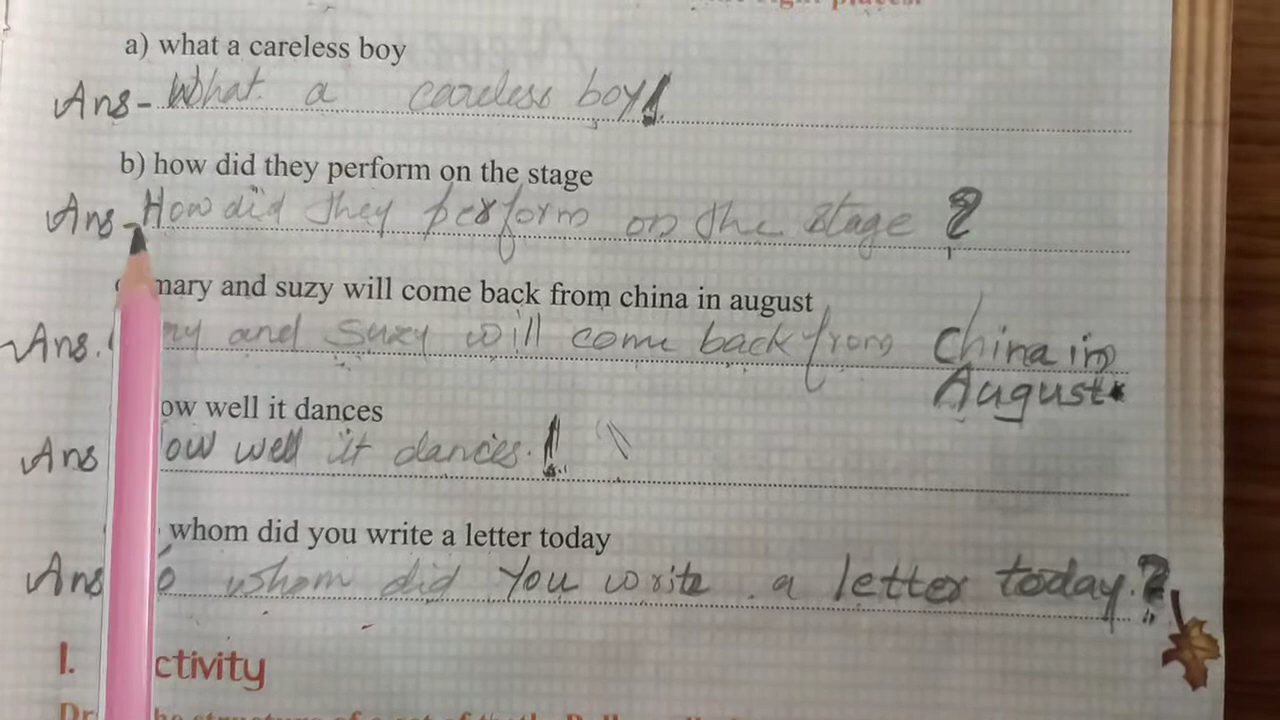 a) what a careless boy
Ans- What a careless boy!
b) how did they perform on the stage
Ans- How did they perform on the stage ?
mary and suzy will come back from china in august
Ans. and Suzy will come back from China in
August.
ow well it dances
Ans ow well it dances.!
whom did you write a letter today
Ans o whom did You write a letter today.?
I. ctivity